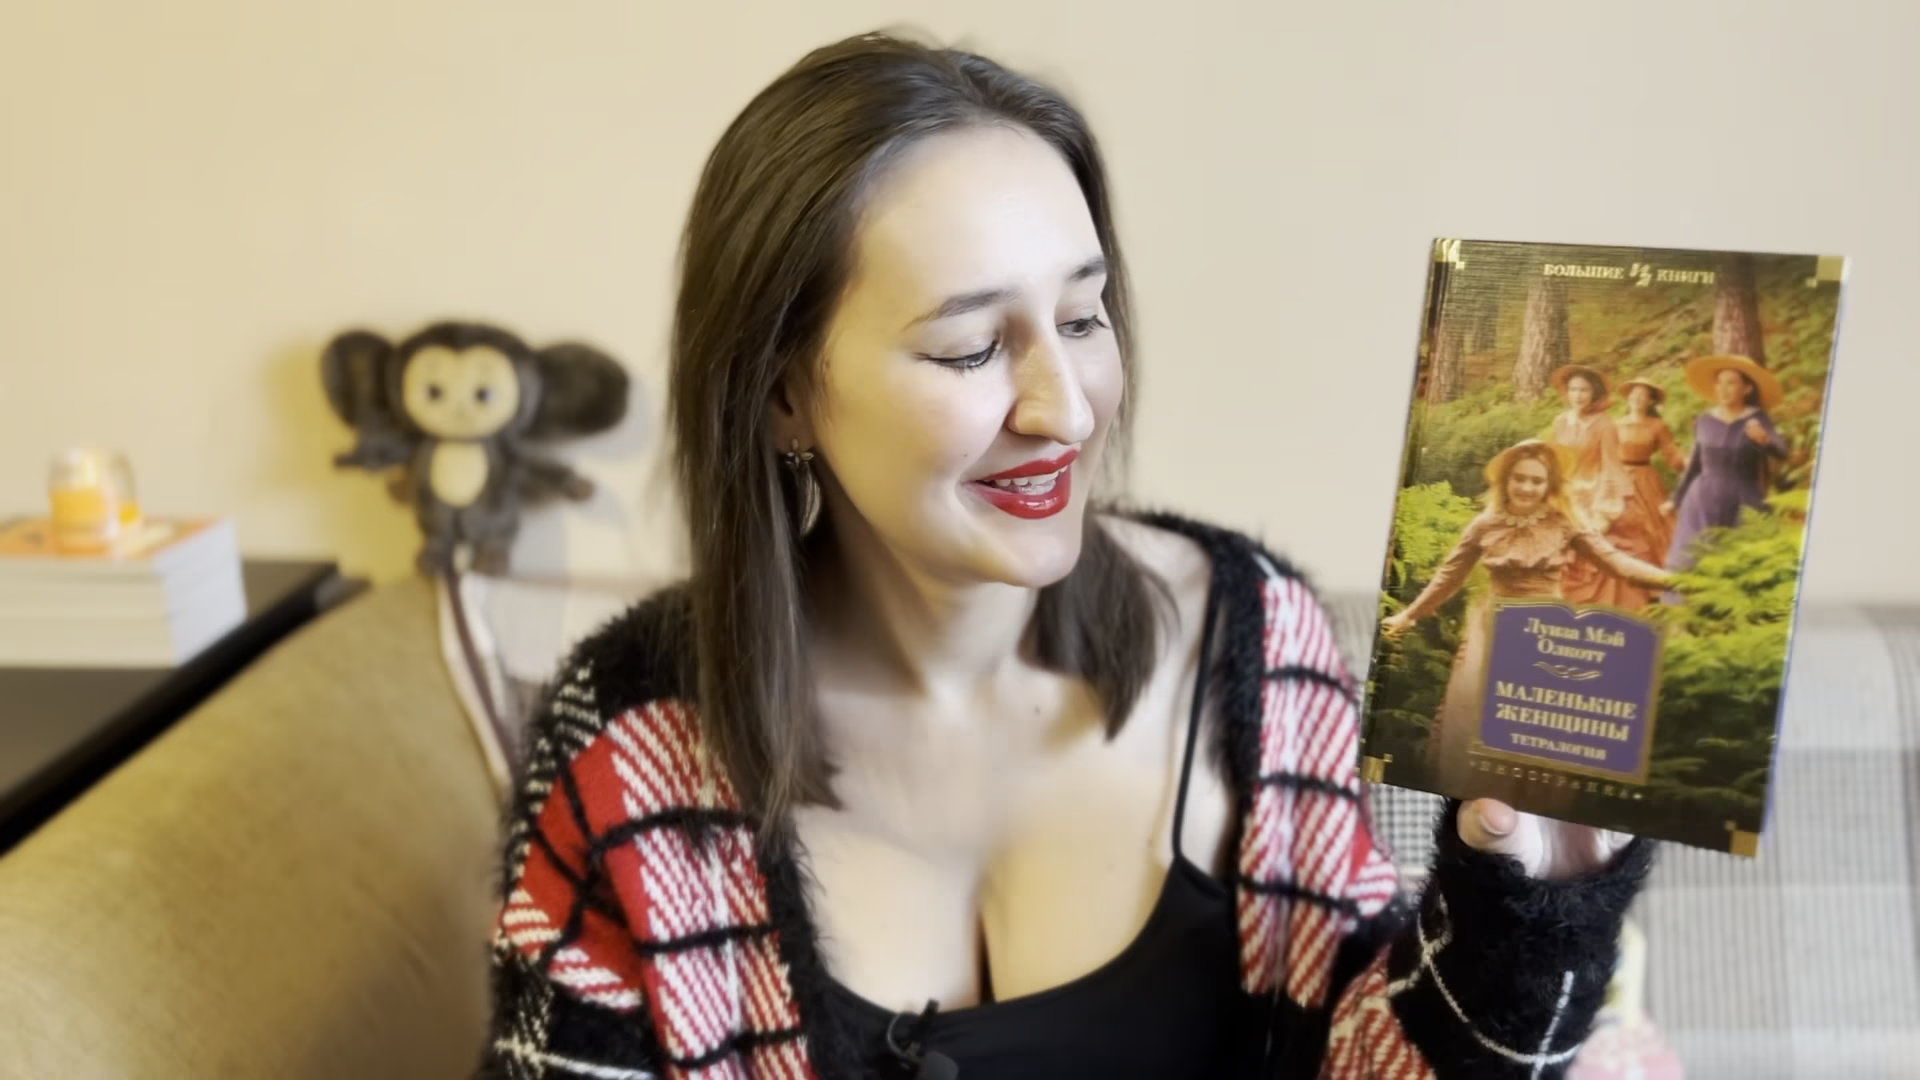 БОЛЬШИЕ КНИГИ
Луиза Мэй
Олкотт
МАЛЕНЬКИЕ
ЖЕНЩИНЫ
ТЕТРАЛОГИЯ
•ИНОСТРАНКА•